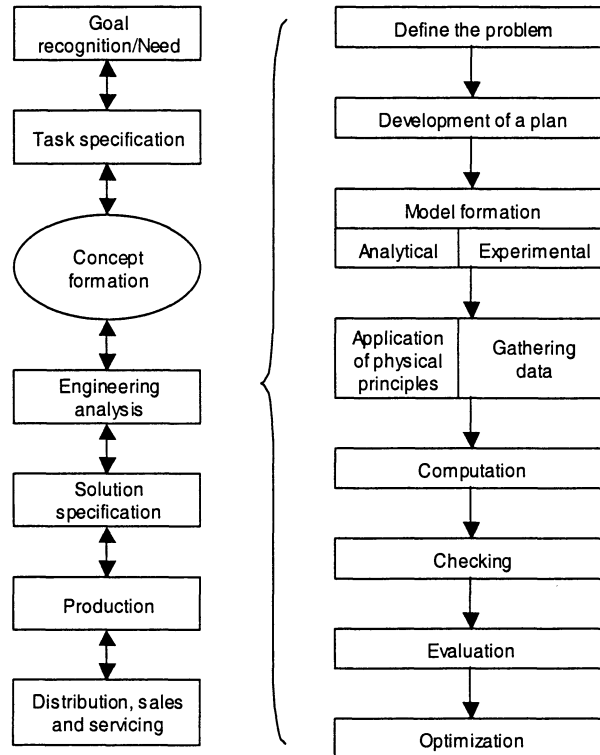 Goal
recognition/Need
Task specification
Concept
formation
Engineering
analysis
Solution
specification
Production
Distribution, sales
and servicing
Define the problem
Development of a plan
Model formation
Analytical
Experimental
Application
of physical
principles
Gathering
data
Computation
Checking
Evaluation
Optimization